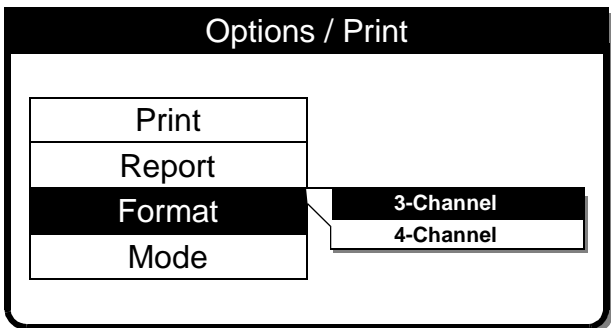 Options / Print
Print
Report
Format
3-Channel
4-Channel
Mode